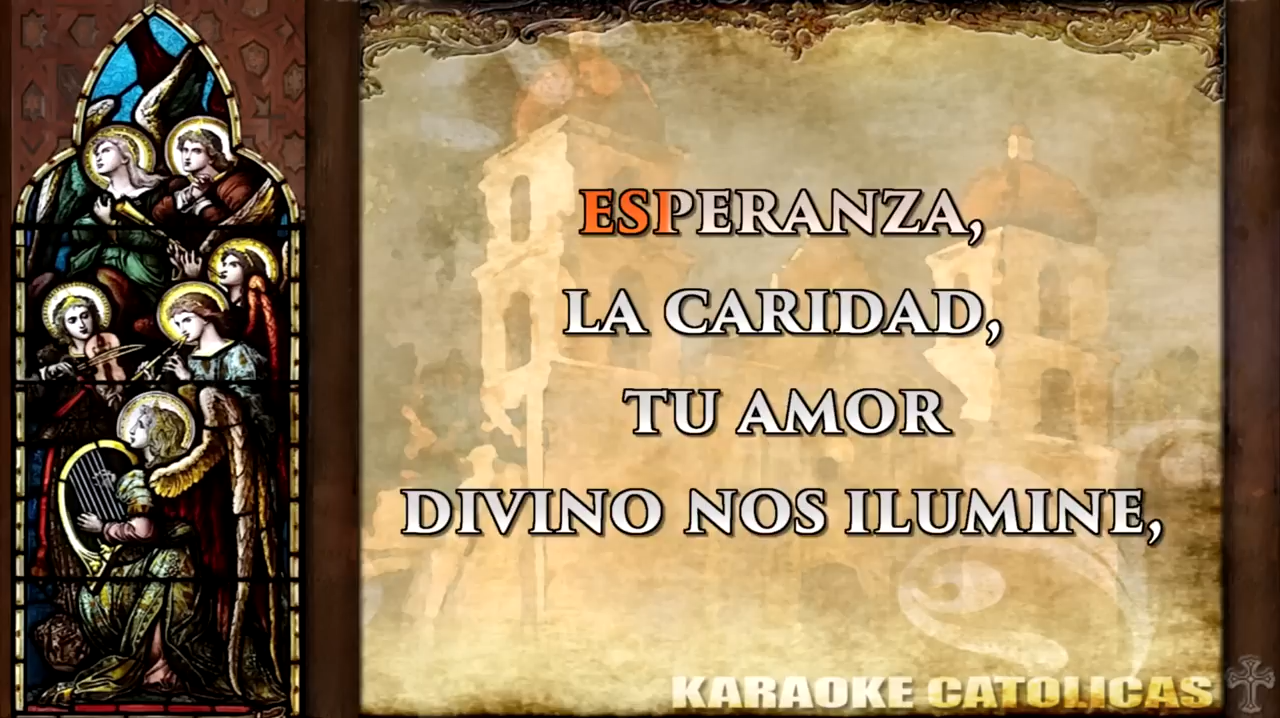 ESPERANZA,
LA CARIDAD,
TU AMOR
DIVINO NOS ILUMINE,
KARAOKE CATOLICAS